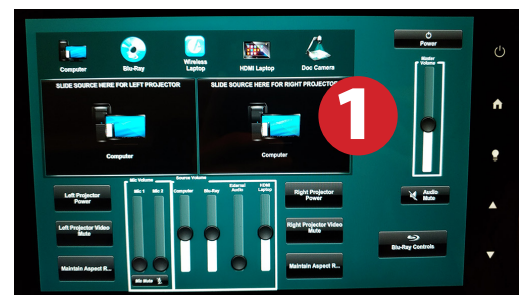 Computer
Blu-Ray
Wireless
Laptop
HDMI Laptop
Doc Camera
Power
Master
Volume
SLIDE SOURCE HERE FOR LEFT PROJECTOR
SLIDE SOURCE HERE FOR RIGHT PROJECTOR
1
Computer
Computer
Mic Volume
Source Volume
Mic 1
Mic 2
Computer
Blu-Ray
External
Audio
HDMI
Laptop
Left Projector
Power
Right Projector
Power
Audio
Mute
Left Projector Video
Mute
Right Projector Video
Mute
Blu-Ray Controls
Maintain Aspect R...
Maintain Aspect R...
Mic Mute